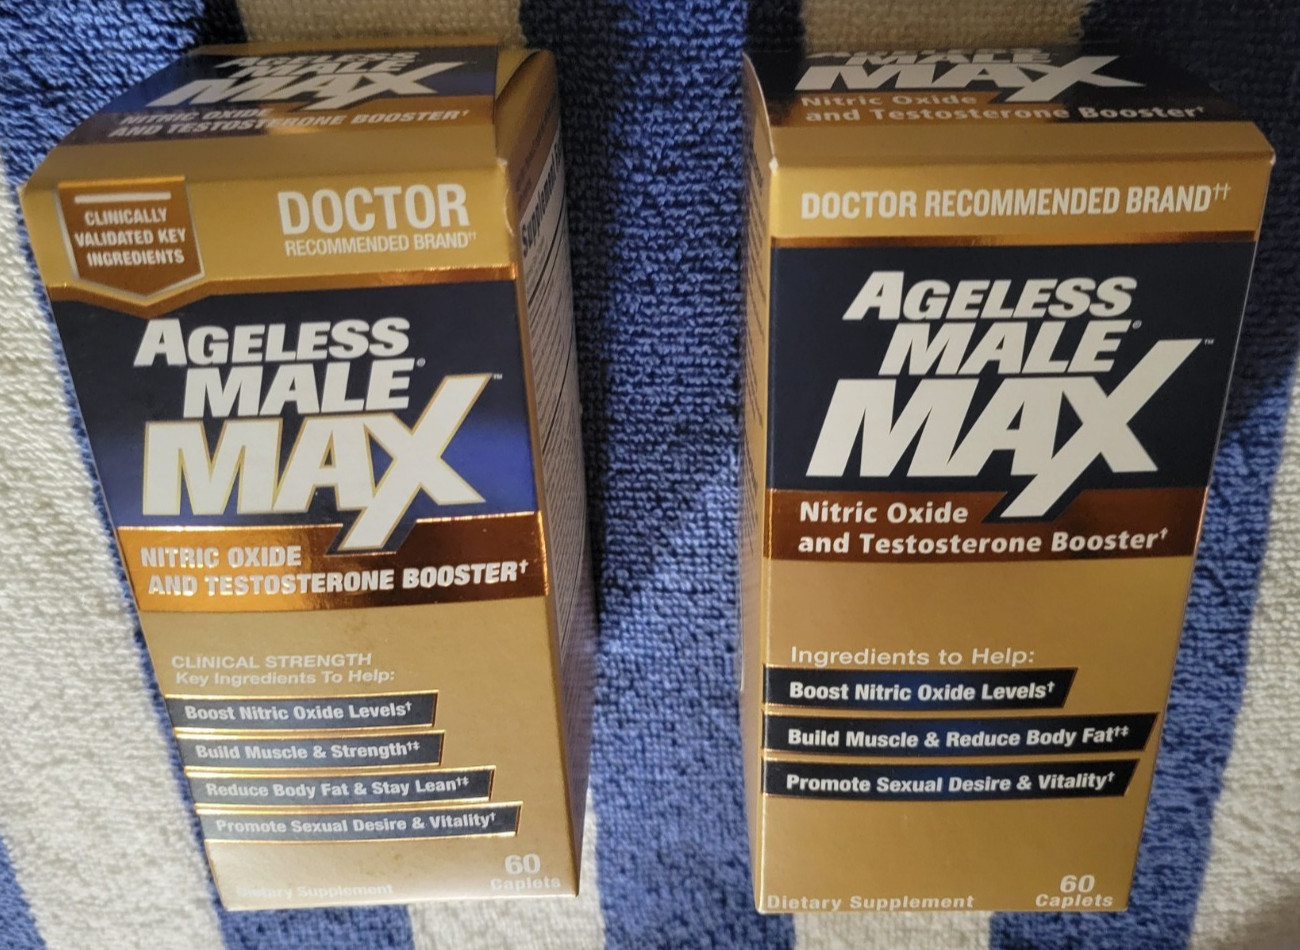 AGELESS
MALE
MAX
NITRIC OXIDE
AND TESTOSTERONE BOOSTER†
CLINICALLY
VALIDATED KEY
INGREDIENTS
DOCTOR
RECOMMENDED BRAND††
AGELESS
MALE®
MAX™
NITRIC OXIDE
AND TESTOSTERONE BOOSTER†
CLINICAL STRENGTH
Key Ingredients To Help:
Boost Nitric Oxide Levels†
Build Muscle & Strength†‡
Reduce Body Fat & Stay Lean†‡
Promote Sexual Desire & Vitality†
60
Caplets
Dietary Supplement
MALE
MAX
Nitric Oxide
and Testosterone Booster†
DOCTOR RECOMMENDED BRAND††
AGELESS
MALE®
MAX™
Nitric Oxide
and Testosterone Booster†
Ingredients to Help:
Boost Nitric Oxide Levels†
Build Muscle & Reduce Body Fat†‡
Promote Sexual Desire & Vitality†
60
Caplets
Dietary Supplement